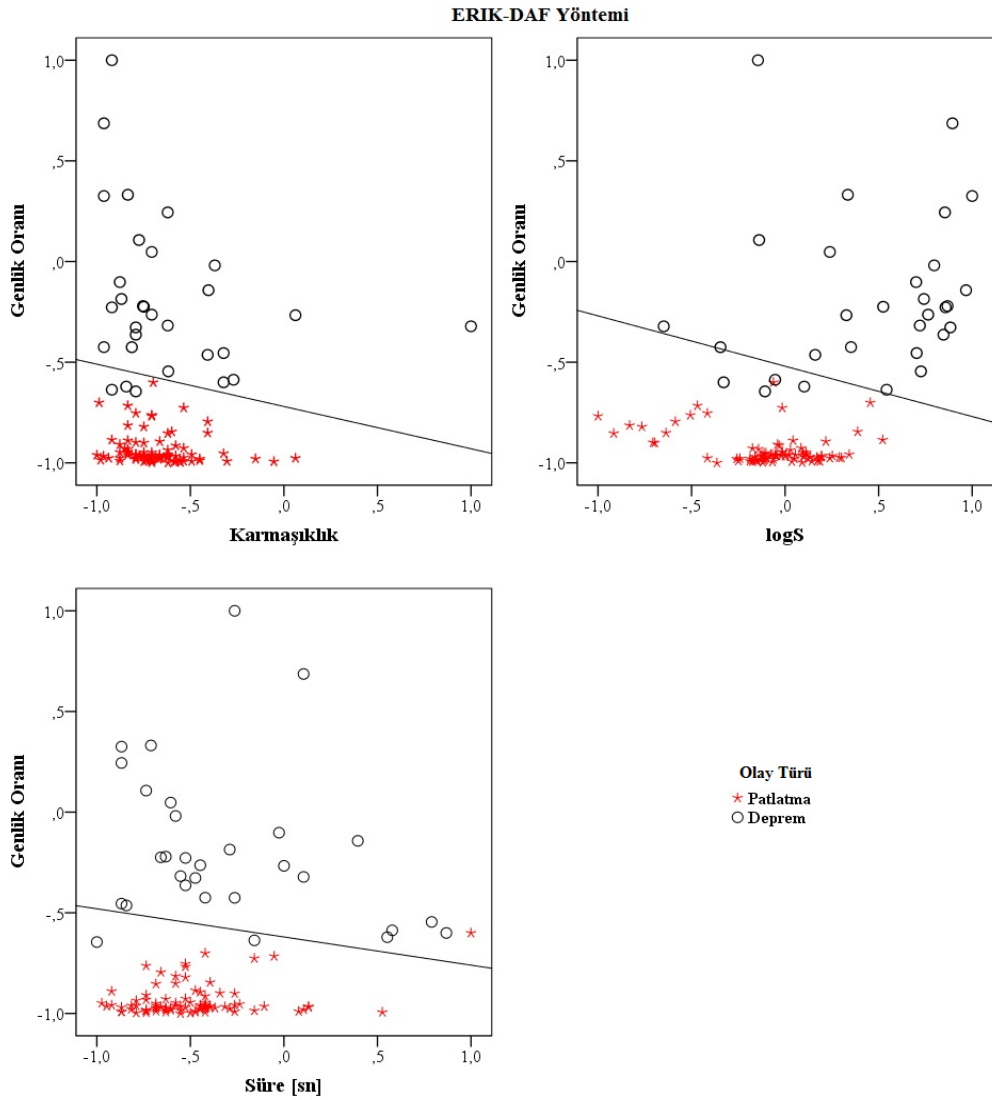 ERIK-DAF Yöntemi
1,0
,5
,0
-,5
-1,0
Genlik Oranı
-1,0 -,5 ,0 ,5 1,0
Karmaşıklık
1,0
,5
,0
-,5
-1,0
Genlik Oranı
-1,0 -,5 ,0 ,5 1,0
logS
1,0
,5
,0
-,5
-1,0
Genlik Oranı
-1,0 -,5 ,0 ,5 1,0
Süre [sn]
Olay Türü
Patlatma
Deprem